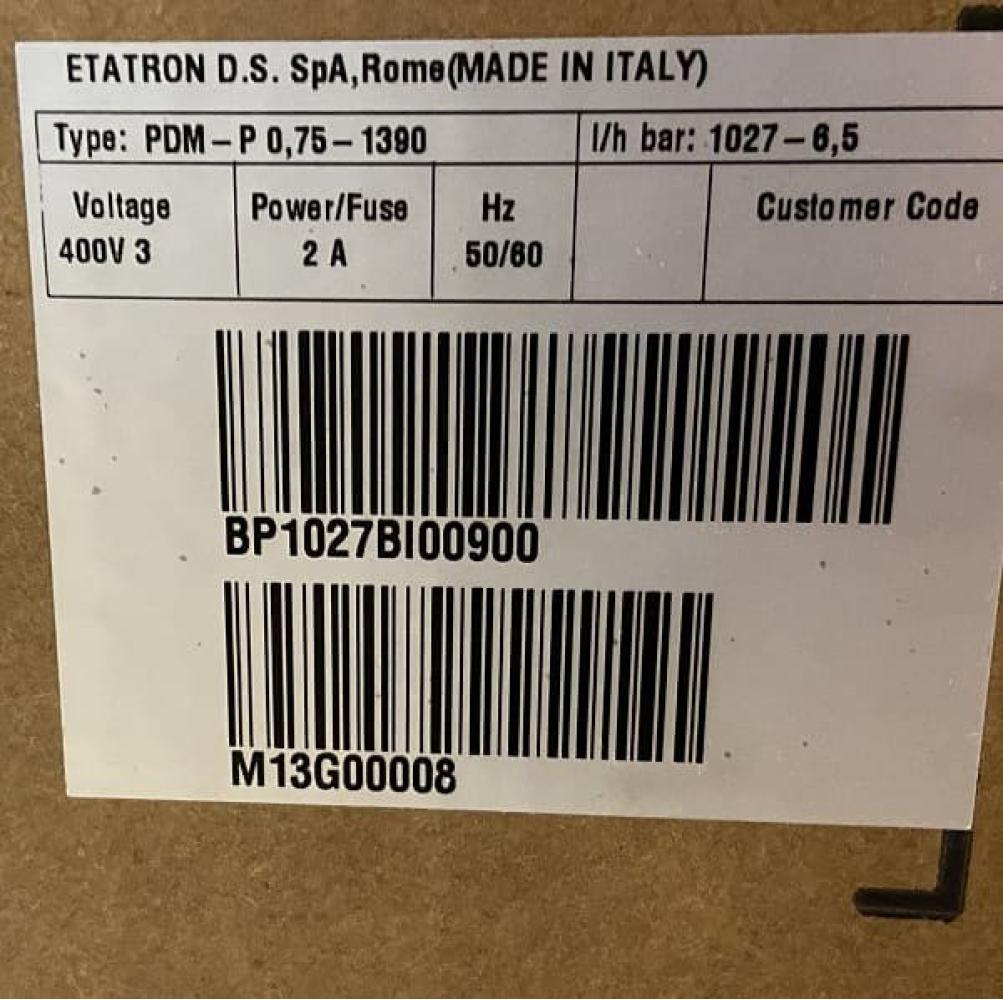 ETATRON D.S. SpA,Rome(MADE IN ITALY)
Type: PDM-P 0,75-1390 l/h bar: 1027-6,5
Voltage Power/Fuse Hz Customer Code
400V 3 2 A 50/60
BP1027BI00900
M13G00008